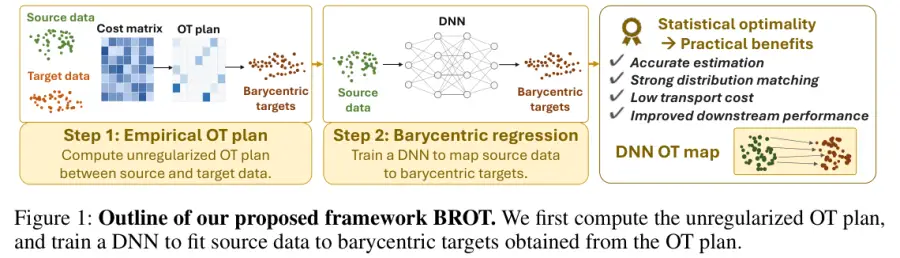 Source data
Cost matrix
OT plan
Target data
Barycentric
targets
Step 1: Empirical OT plan
Compute unregularized OT plan
between source and target data.
DNN
Source
data
Barycentric
targets
Step 2: Barycentric regression
Train a DNN to map source data
to barycentric targets.
Statistical optimality
→ Practical benefits
✓ Accurate estimation
✓ Strong distribution matching
✓ Low transport cost
✓ Improved downstream performance
DNN OT map
Figure 1: Outline of our proposed framework BROT. We first compute the unregularized OT plan,
and train a DNN to fit source data to barycentric targets obtained from the OT plan.